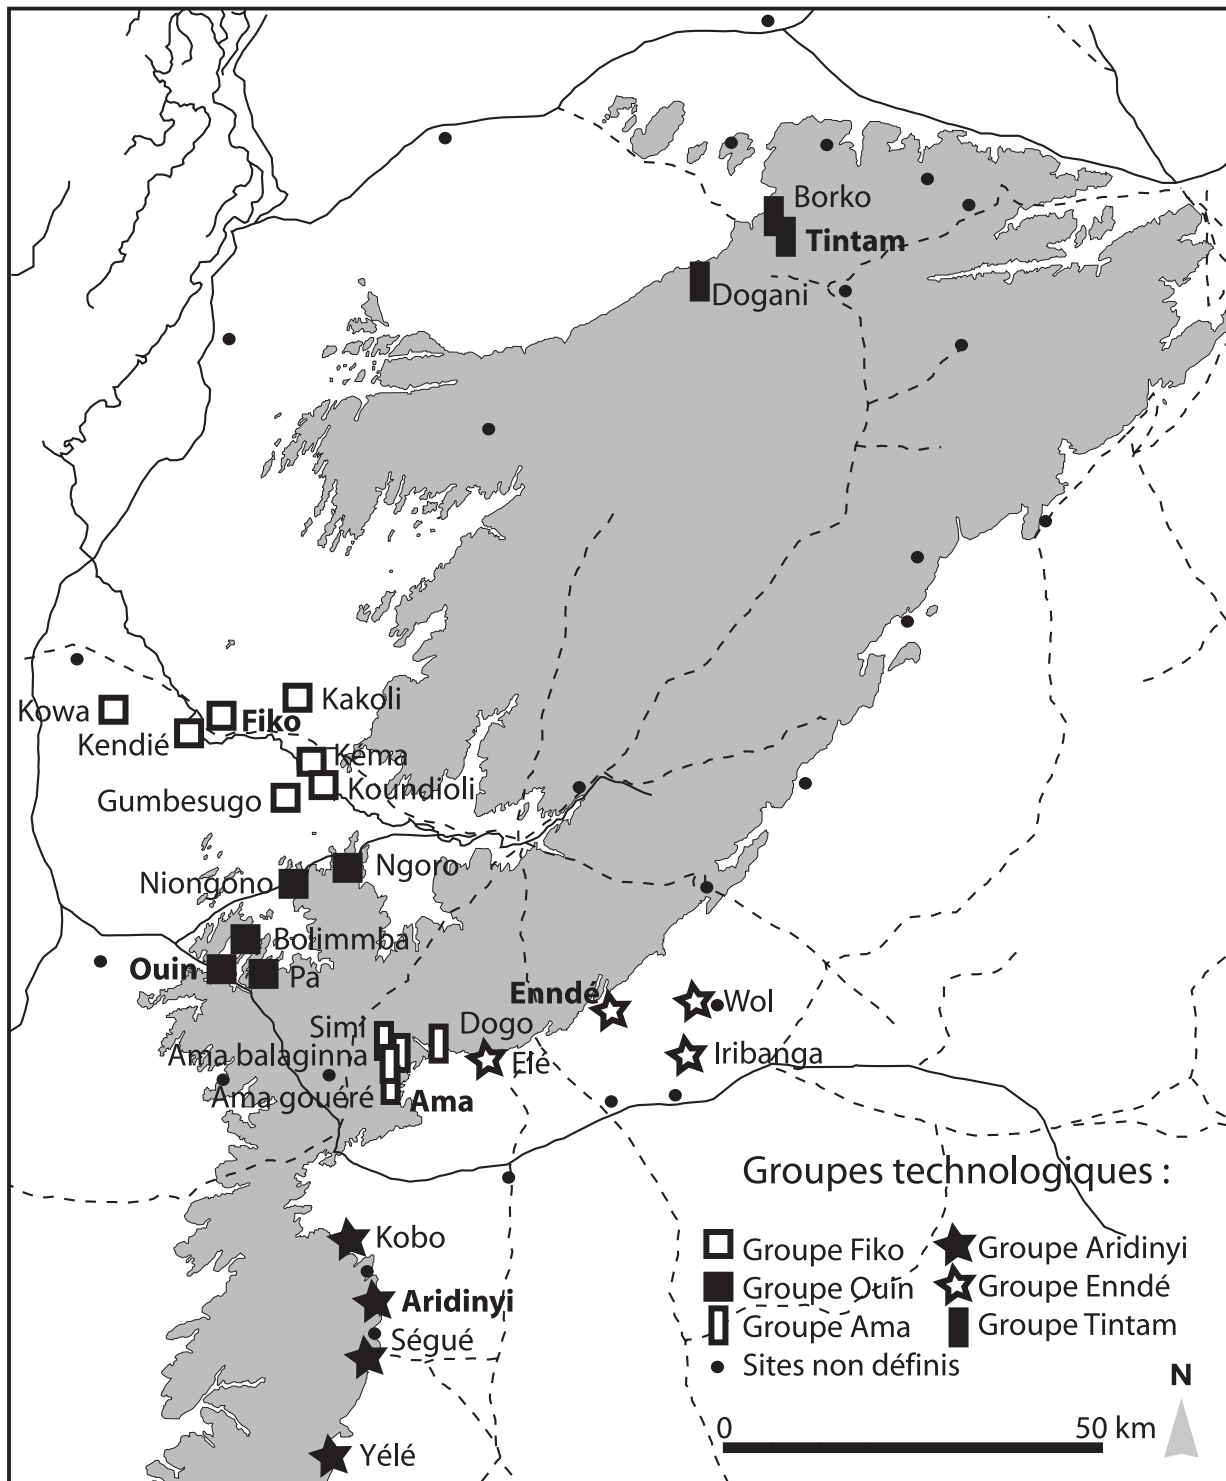 Borko
Tintam
Dogani
Kakoli
Kowa
Fiko
Kendié
Kéma
Koundioli
Gumbesugo
Ngoro
Niongono
Bolimmba
Ouin
Pa
Enndé
Wol
Simi
Dogo
Ama balaginna
Elé
Iribanga
Ama gouéré
Ama
Kobo
Aridinyi
Ségué
Yélé
Groupes technologiques :
Groupe Fiko
Groupe Ouin
Groupe Ama
Sites non définis
Groupe Aridinyi
Groupe Enndé
Groupe Tintam
0
50 km
N